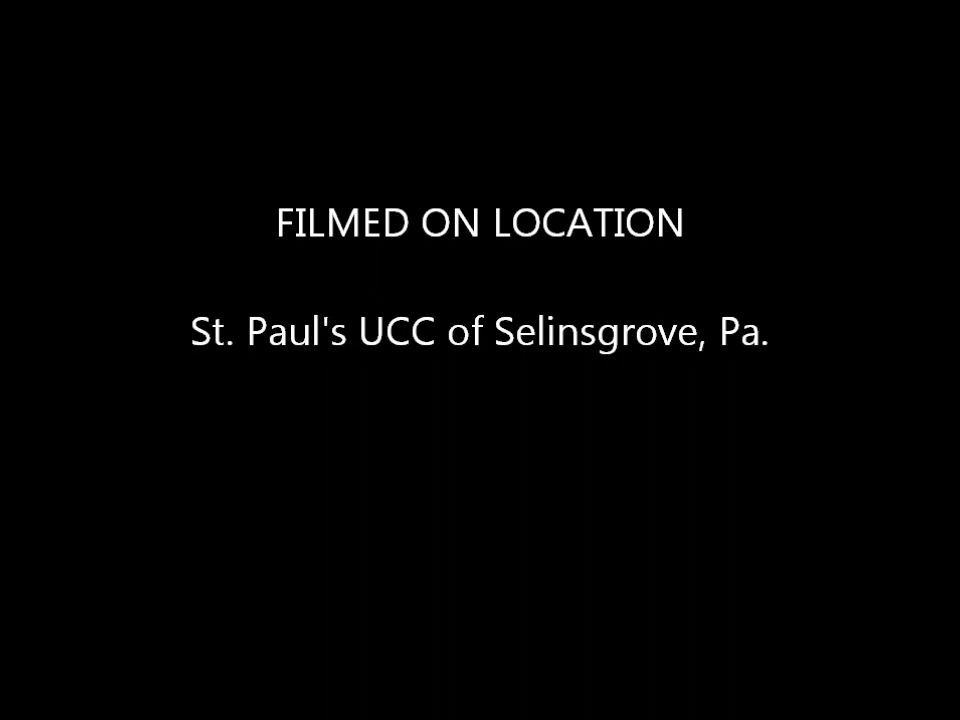 FILMED ON LOCATION
St. Paul's UCC of Selinsgrove, Pa.